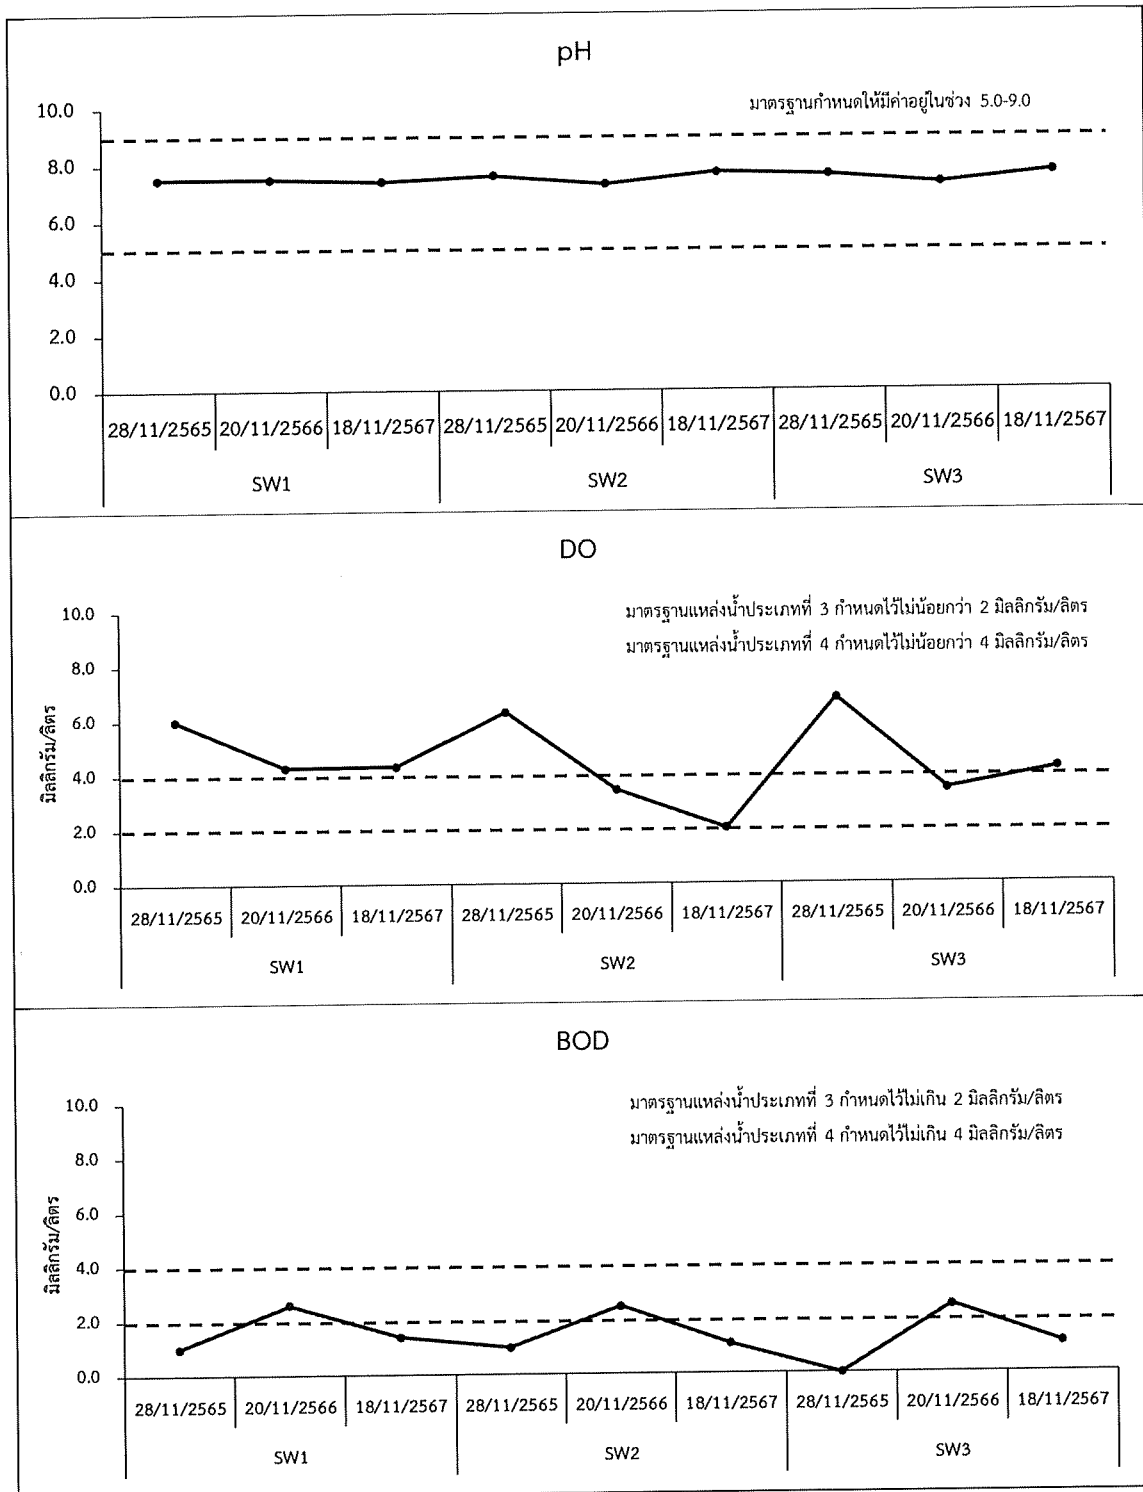 pH
มาตรฐานกำหนดให้มีค่าอยู่ในช่วง 5.0-9.0
10.0
8.0
6.0
4.0
2.0
0.0
28/11/2565 20/11/2566 18/11/2567 28/11/2565 20/11/2566 18/11/2567 28/11/2565 20/11/2566 18/11/2567
SW1 SW2 SW3
DO
มาตรฐานแหล่งน้ำประเภทที่ 3 กำหนดไว้ไม่น้อยกว่า 2 มิลลิกรัม/ลิตร
มาตรฐานแหล่งน้ำประเภทที่ 4 กำหนดไว้ไม่น้อยกว่า 4 มิลลิกรัม/ลิตร
มิลลิกรัม/ลิตร
10.0
8.0
6.0
4.0
2.0
0.0
28/11/2565 20/11/2566 18/11/2567 28/11/2565 20/11/2566 18/11/2567 28/11/2565 20/11/2566 18/11/2567
SW1 SW2 SW3
BOD
มาตรฐานแหล่งน้ำประเภทที่ 3 กำหนดไว้ไม่เกิน 2 มิลลิกรัม/ลิตร
มาตรฐานแหล่งน้ำประเภทที่ 4 กำหนดไว้ไม่เกิน 4 มิลลิกรัม/ลิตร
มิลลิกรัม/ลิตร
10.0
8.0
6.0
4.0
2.0
0.0
28/11/2565 20/11/2566 18/11/2567 28/11/2565 20/11/2566 18/11/2567 28/11/2565 20/11/2566 18/11/2567
SW1 SW2 SW3